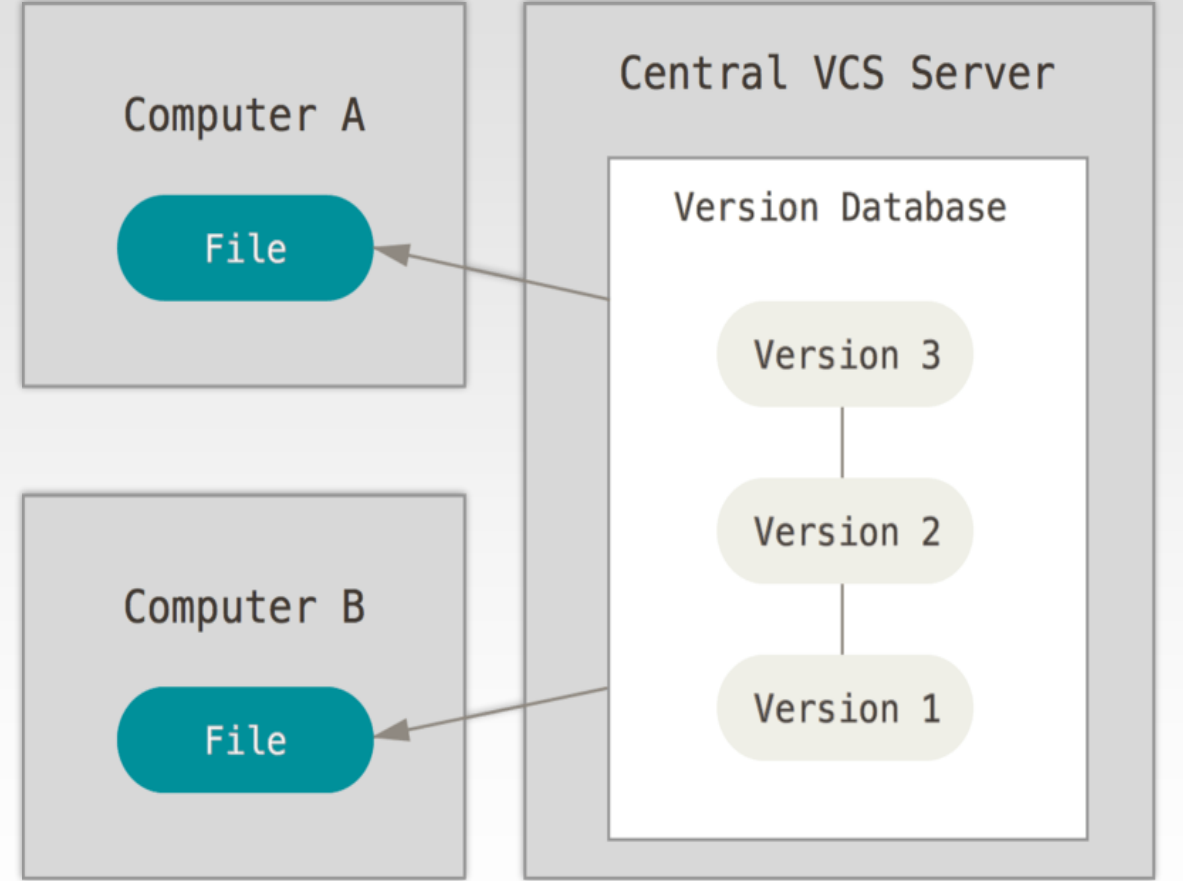 Computer A
File
Computer B
File
Central VCS Server
Version Database
Version 3
Version 2
Version 1